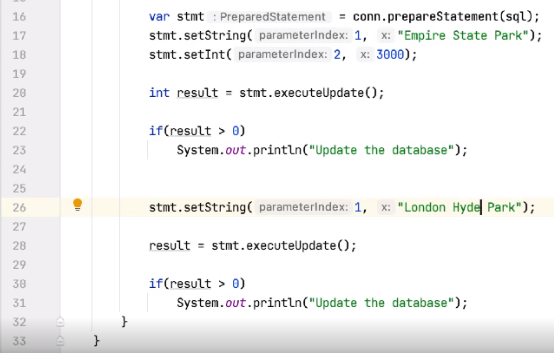 16 var stmt : PreparedStatement = conn.prepareStatement(sql);
17 stmt.setString( parameterIndex: 1, x: "Empire State Park");
18 stmt.setInt( parameterIndex: 2, x: 3000);
19
20 int result = stmt.executeUpdate();
21
22 if(result > 0)
23 System.out.println("Update the database");
24
25
26 stmt.setString( parameterIndex: 1, x: "London Hyde Park");
27
28 result = stmt.executeUpdate();
29
30 if(result > 0)
31 System.out.println("Update the database");
32 }
33 }